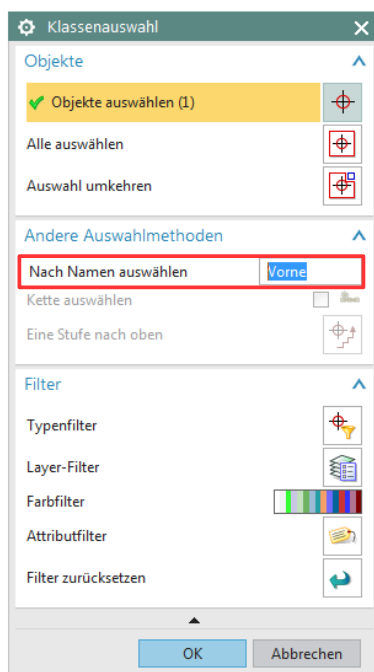 Klassenauswahl
Objekte
Objekte auswählen (1)
Alle auswählen
Auswahl umkehren
Andere Auswahlmethoden
Nach Namen auswählen Vorne
Kette auswählen
Eine Stufe nach oben
Filter
Typenfilter
Layer-Filter
Farbfilter
Attributfilter
Filter zurücksetzen
OK Abbrechen